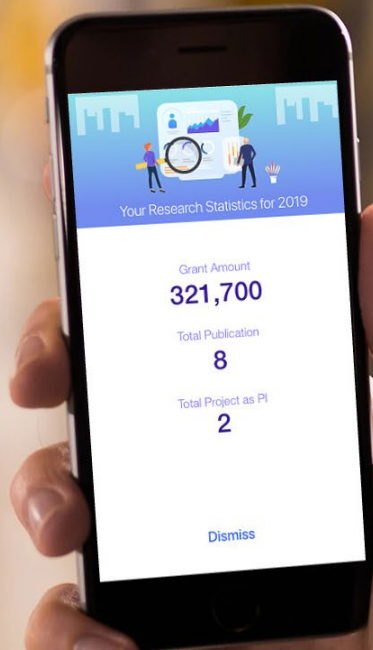 Your Research Statistics for 2019
Grant Amount
321,700
Total Publication
8
Total Project as PI
2
Dismiss